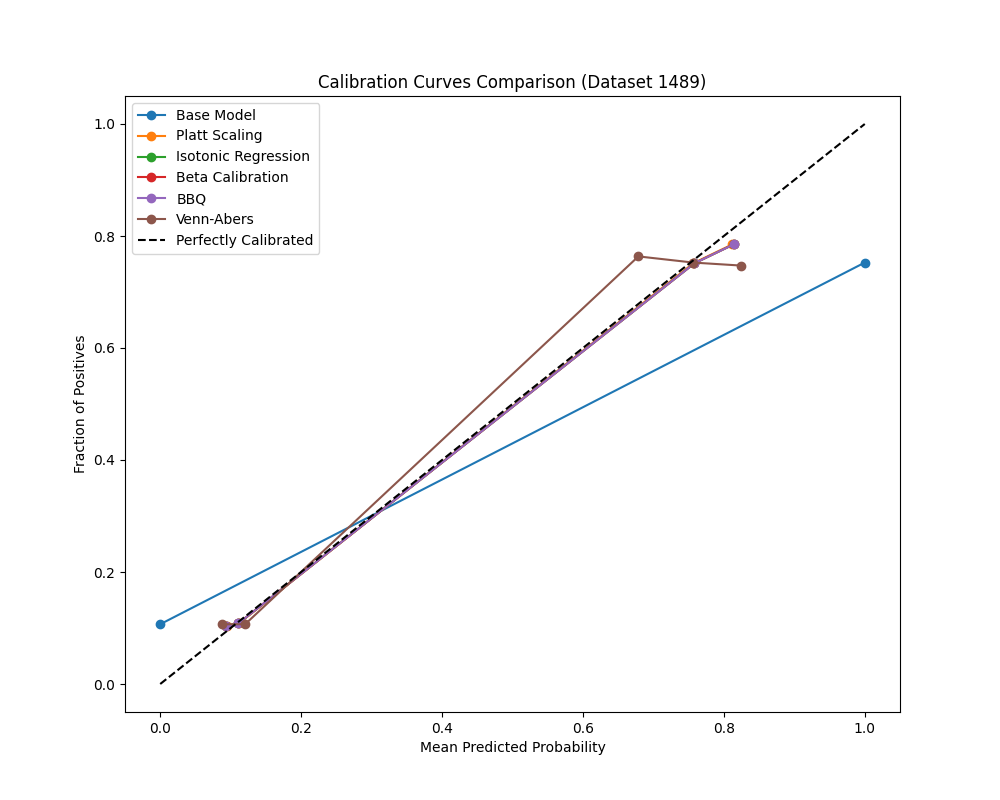 Calibration Curves Comparison (Dataset 1489)
Base Model
Platt Scaling
Isotonic Regression
Beta Calibration
BBQ
Venn-Abers
Perfectly Calibrated
1.0
0.8
0.6
0.4
0.2
0.0
Fraction of Positives
0.0 0.2 0.4 0.6 0.8 1.0
Mean Predicted Probability